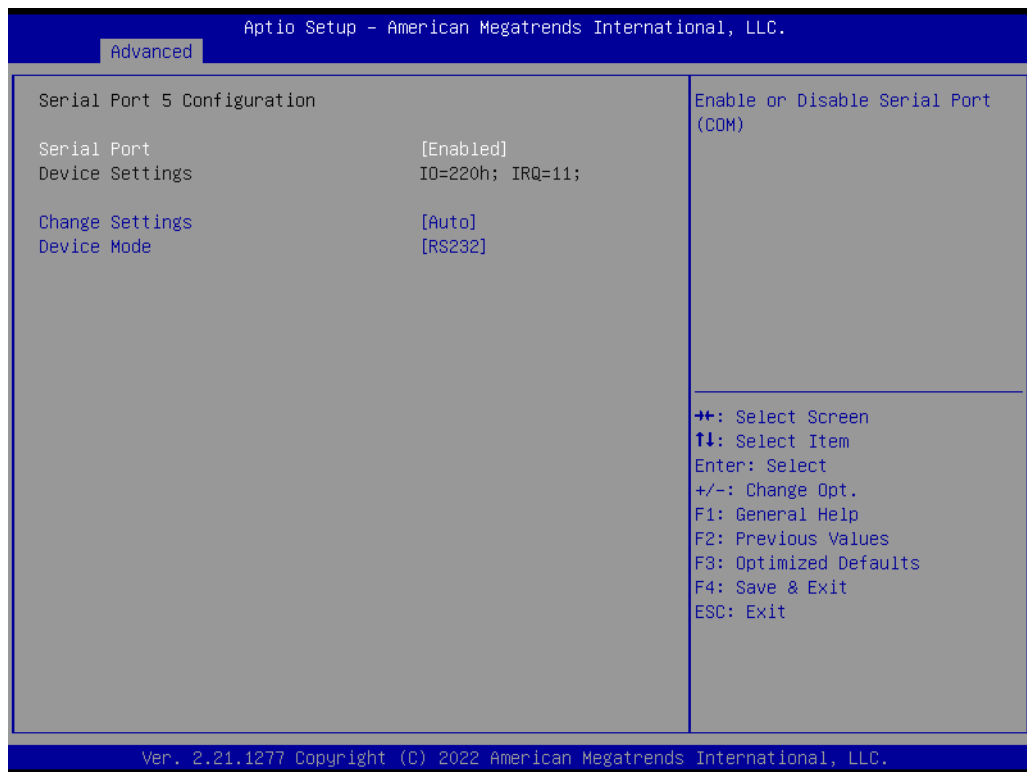 Aptio Setup – American Megatrends International, LLC.
Advanced
Serial Port 5 Configuration
Serial Port [Enabled]
Device Settings IO=220h; IRQ=11;
Change Settings [Auto]
Device Mode [RS232]
Enable or Disable Serial Port
(COM)
→←: Select Screen
↑↓: Select Item
Enter: Select
+/-: Change Opt.
F1: General Help
F2: Previous Values
F3: Optimized Defaults
F4: Save & Exit
ESC: Exit
Ver. 2.21.1277 Copyright (C) 2022 American Megatrends International, LLC.